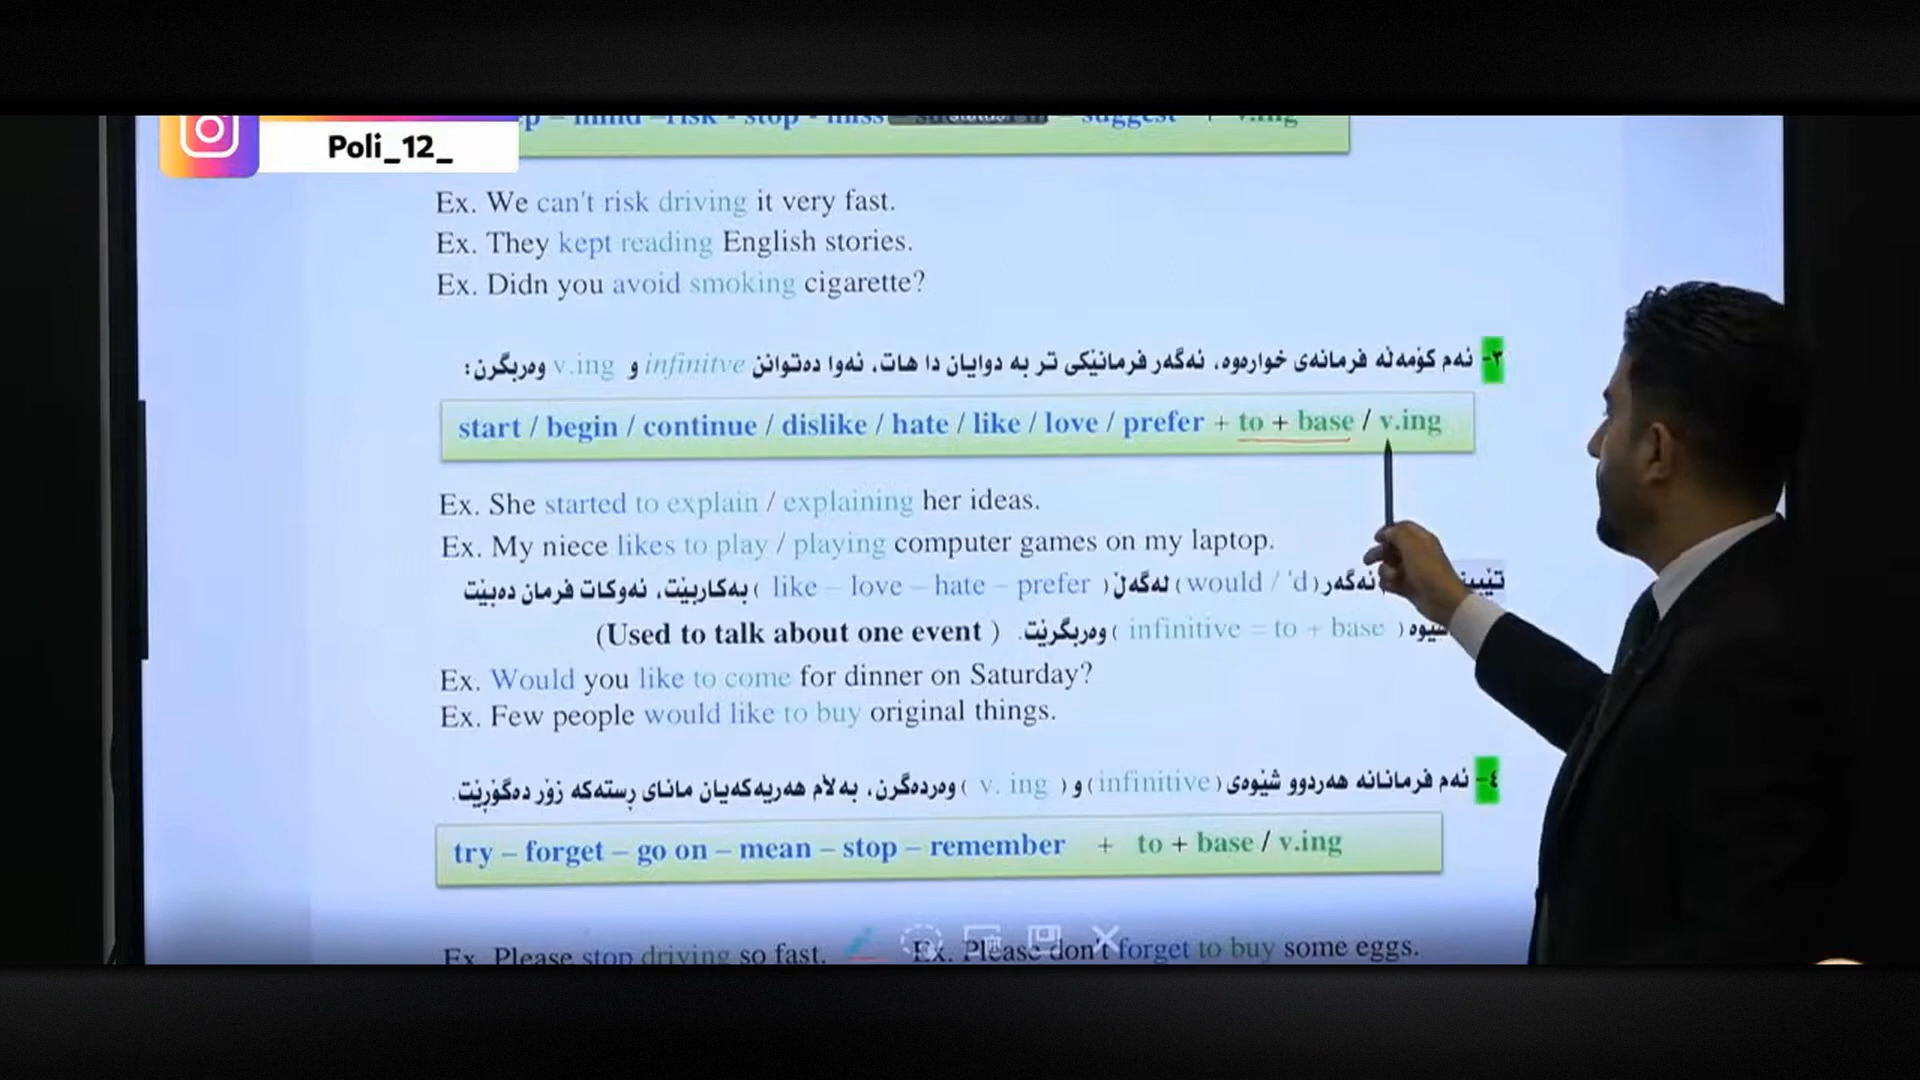 Poli_12_
mind – risk - stop - miss – suggest + v.ing
Ex. We can't risk driving it very fast.
Ex. They kept reading English stories.
Ex. Didn you avoid smoking cigarette?
٣- ئەم کۆمەڵە فرمانەی خوارەوە، ئەگەر فرمانێکی تر بە دوایان دا هات، ئەوا دەتوانن infinitve و v.ing وەربگرن:
start / begin / continue / dislike / hate / like / love / prefer + to + base / v.ing
Ex. She started to explain / explaining her ideas.
Ex. My niece likes to play / playing computer games on my laptop.
ئەگەر (would / 'd) لەگەڵ ( like – love – hate – prefer ) بەکاربێت، ئەوکات فرمان دەبێت
( infinitive = to + base ) وەربگرێت. (Used to talk about one event )
Ex. Would you like to come for dinner on Saturday?
Ex. Few people would like to buy original things.
٤- ئەم فرمانانە هەردوو شێوەی (infinitive) و ( v. ing ) وەردەگرن، بەڵام هەریەکەیان مانای ڕستەکە زۆر دەگۆڕێت.
try – forget – go on – mean – stop – remember + to + base / v.ing
Ex. Please stop driving so fast. Ex. Please don't forget to buy some eggs.